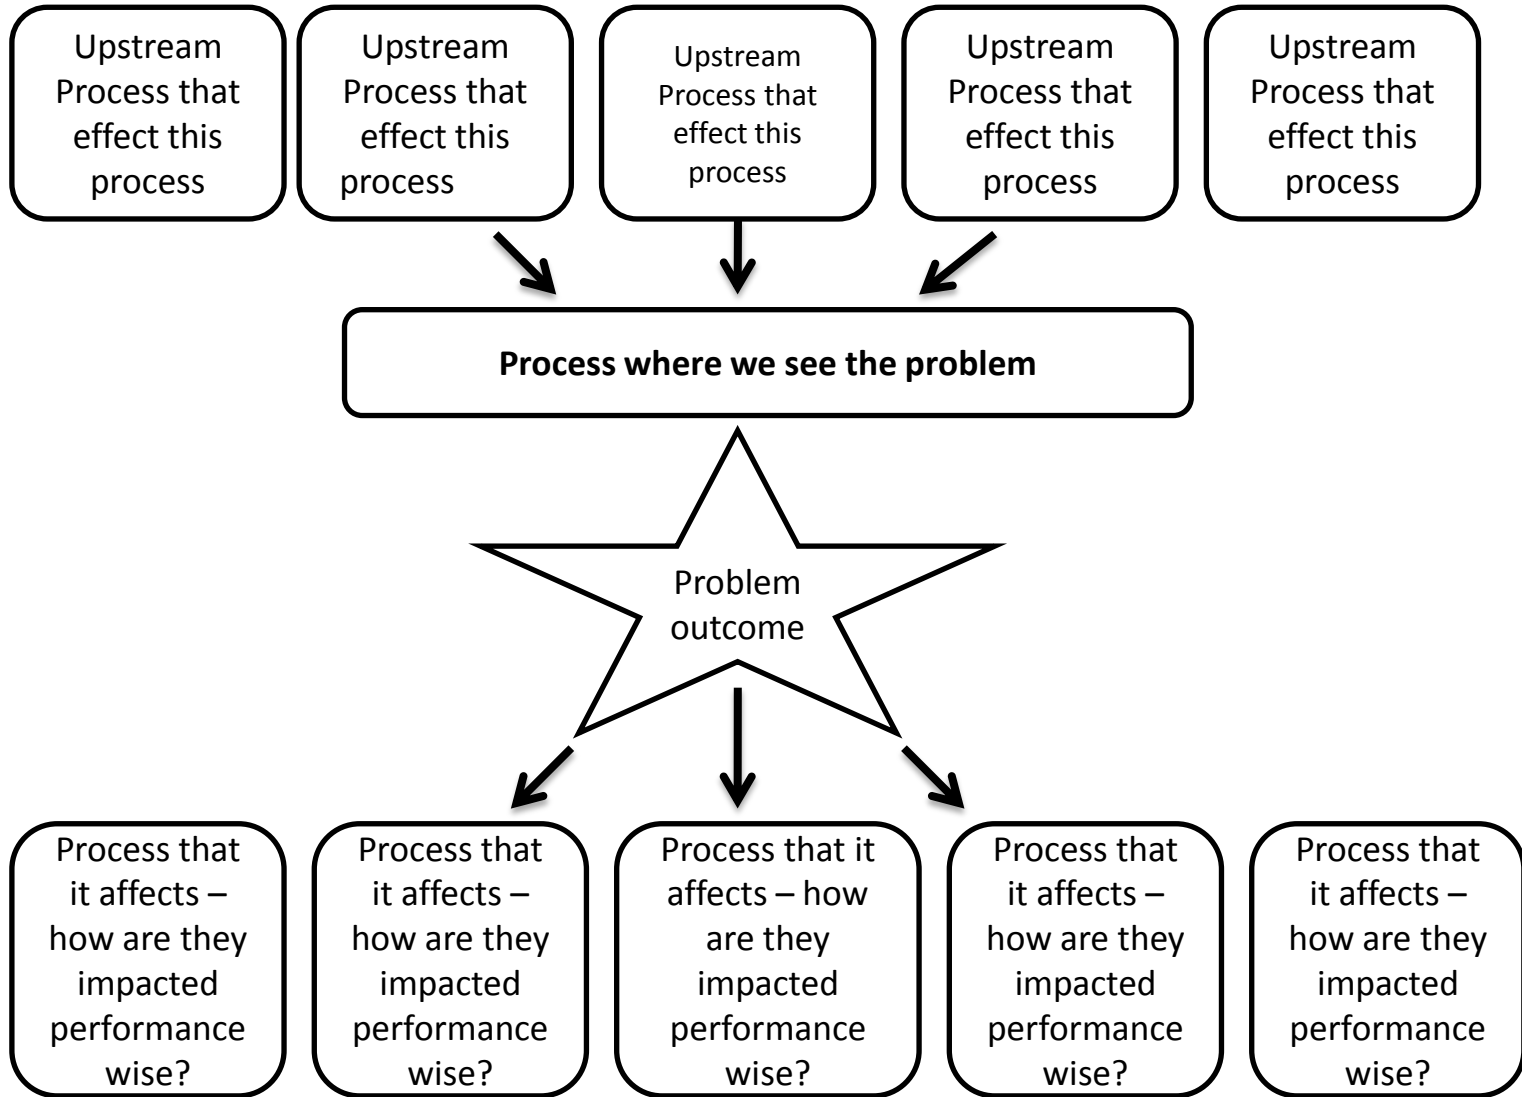 Upstream
Process that
effect this
process
Upstream
Process that
effect this
process
Upstream
Process that
effect this
process
Upstream
Process that
effect this
process
Upstream
Process that
effect this
process
Process where we see the problem
Problem
outcome
Process that
it affects –
how are they
impacted
performance
wise?
Process that
it affects –
how are they
impacted
performance
wise?
Process that it
affects – how
are they
impacted
performance
wise?
Process that
it affects –
how are they
impacted
performance
wise?
Process that
it affects –
how are they
impacted
performance
wise?